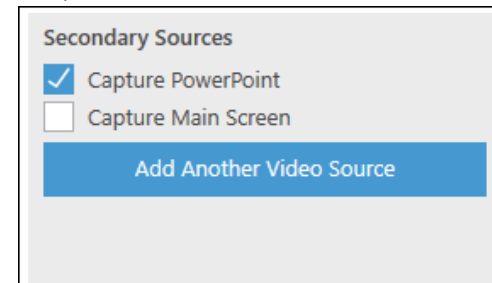 Secondary Sources
Capture PowerPoint
Capture Main Screen
Add Another Video Source